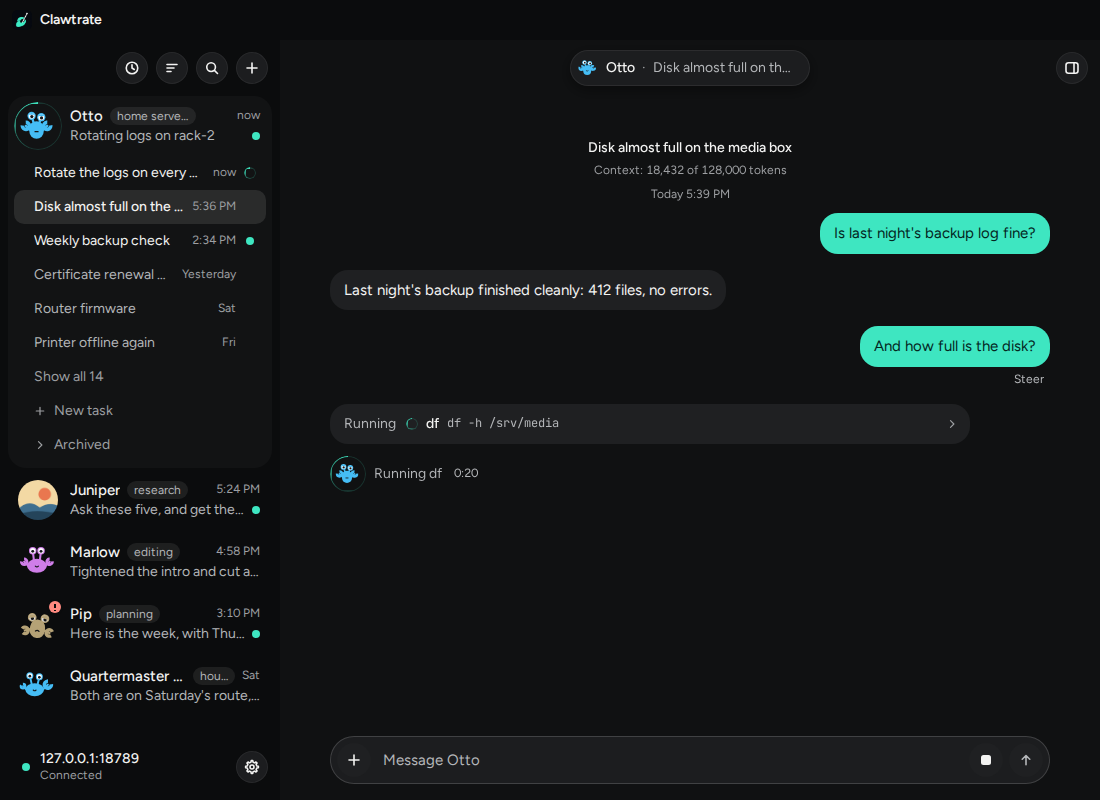 Clawtrate
Otto home serve... now
Rotating logs on rack-2
Rotate the logs on every ... now
Disk almost full on the ... 5:36 PM
Weekly backup check 2:34 PM
Certificate renewal ... Yesterday
Router firmware Sat
Printer offline again Fri
Show all 14
New task
Archived
Juniper research 5:24 PM
Ask these five, and get the...
Marlow editing 4:58 PM
Tightened the intro and cut a...
Pip planning 3:10 PM
Here is the week, with Thu...
Quartermaster ... hou... Sat
Both are on Saturday's route,...
127.0.0.1:18789
Connected
Otto · Disk almost full on th...
Disk almost full on the media box
Context: 18,432 of 128,000 tokens
Today 5:39 PM
Is last night's backup log fine?
Last night's backup finished cleanly: 412 files, no errors.
And how full is the disk?
Steer
Running df df -h /srv/media
Running df 0:20
Message Otto